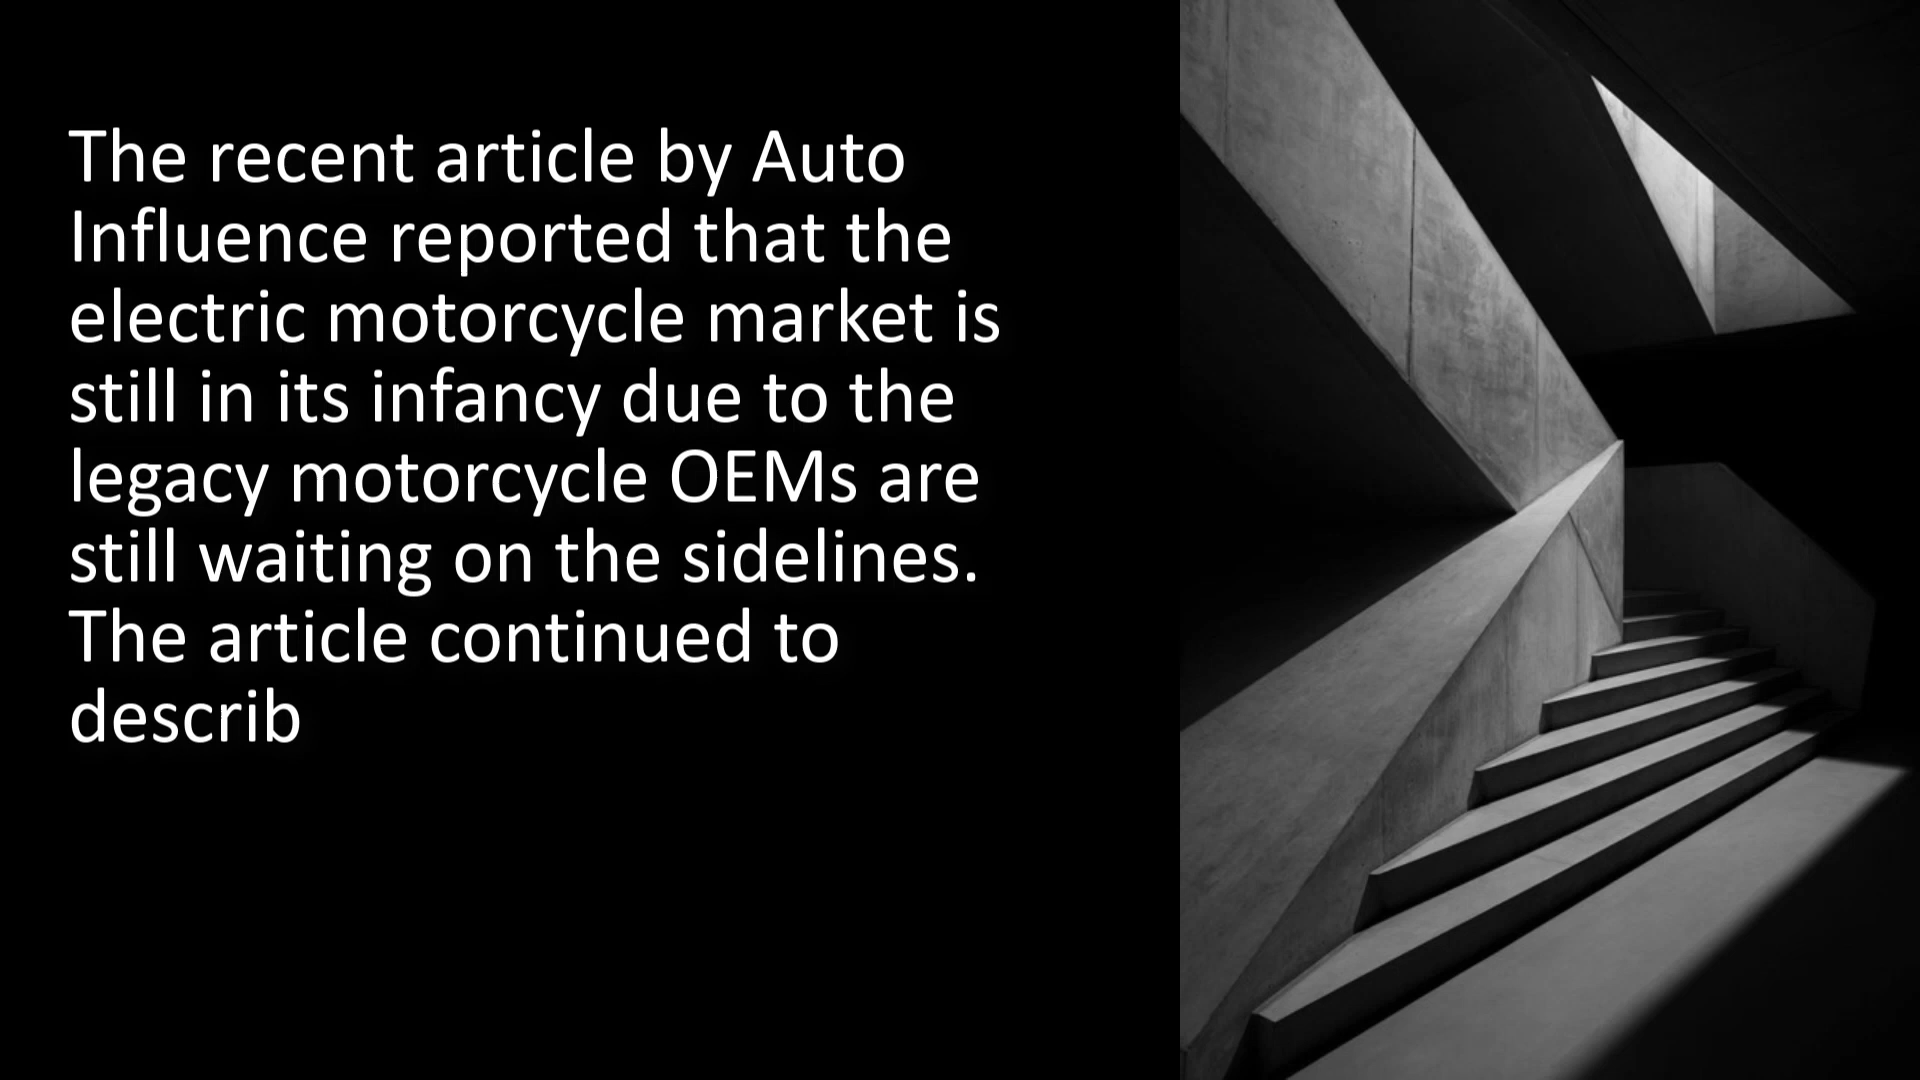 The recent article by Auto
Influence reported that the
electric motorcycle market is
still in its infancy due to the
legacy motorcycle OEMs are
still waiting on the sidelines.
The article continued to
describ